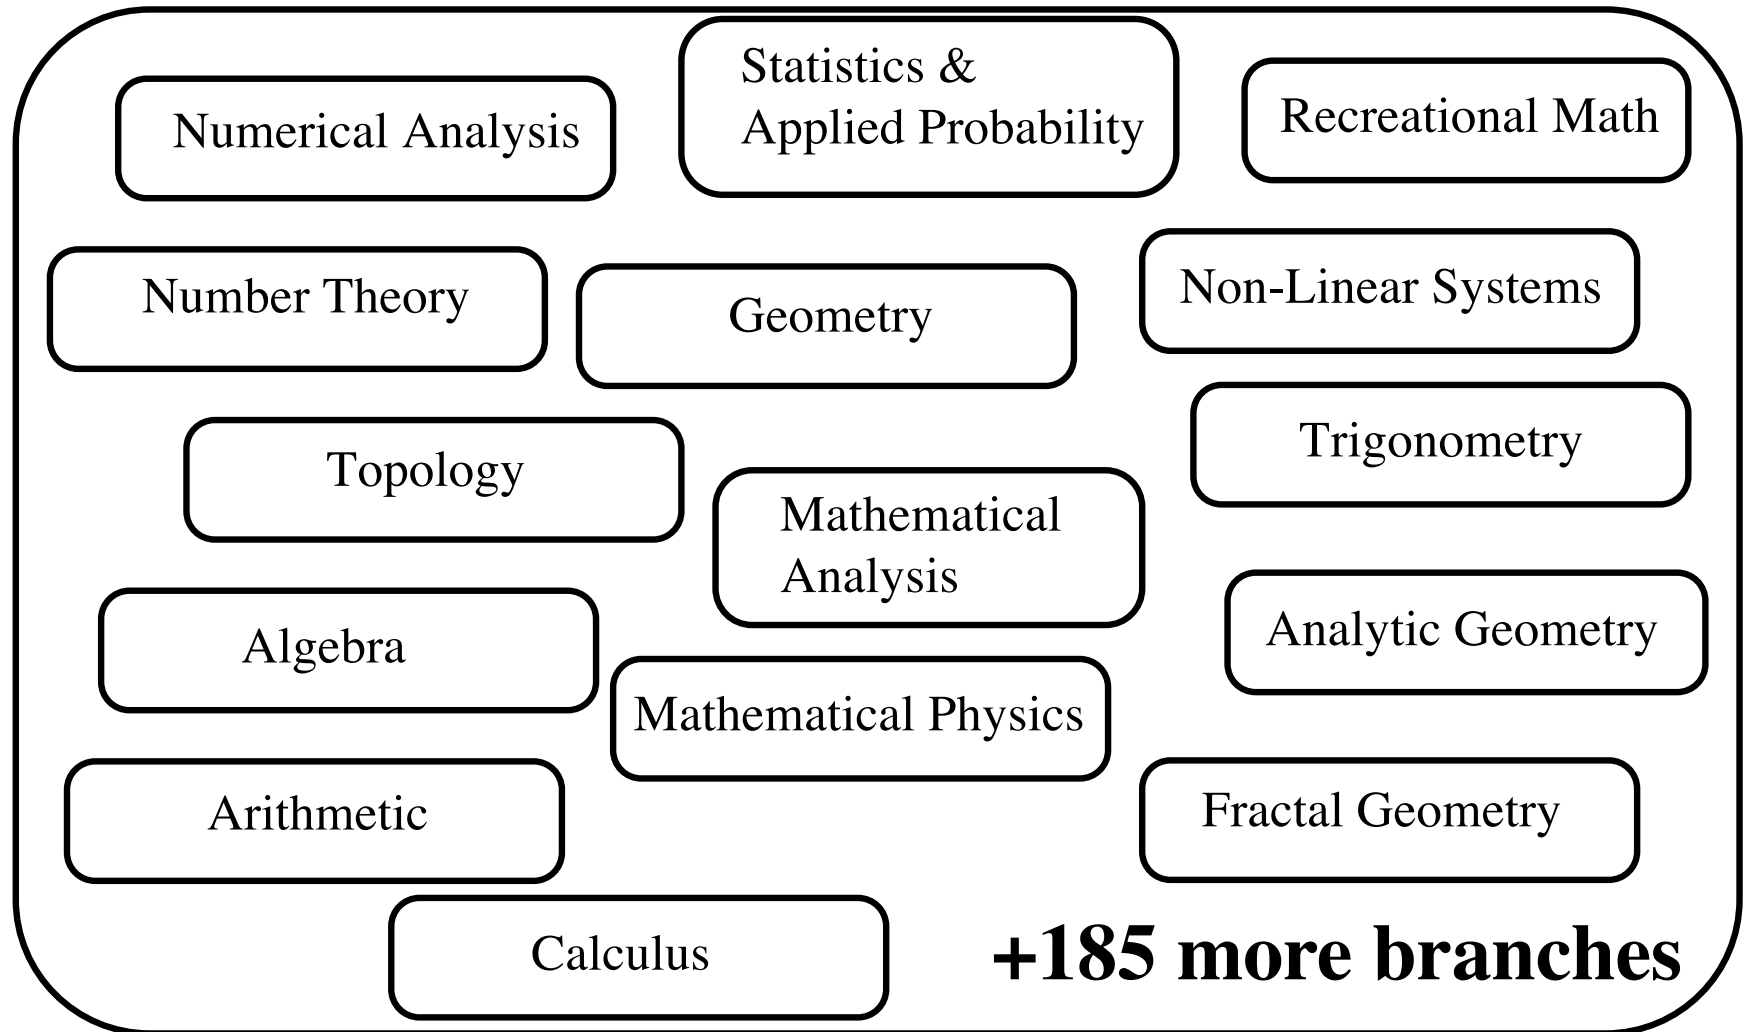 Statistics &
Applied Probability
Numerical Analysis
Recreational Math
Number Theory
Geometry
Non-Linear Systems
Topology
Trigonometry
Mathematical
Analysis
Algebra
Analytic Geometry
Mathematical Physics
Arithmetic
Fractal Geometry
Calculus
+185 more branches